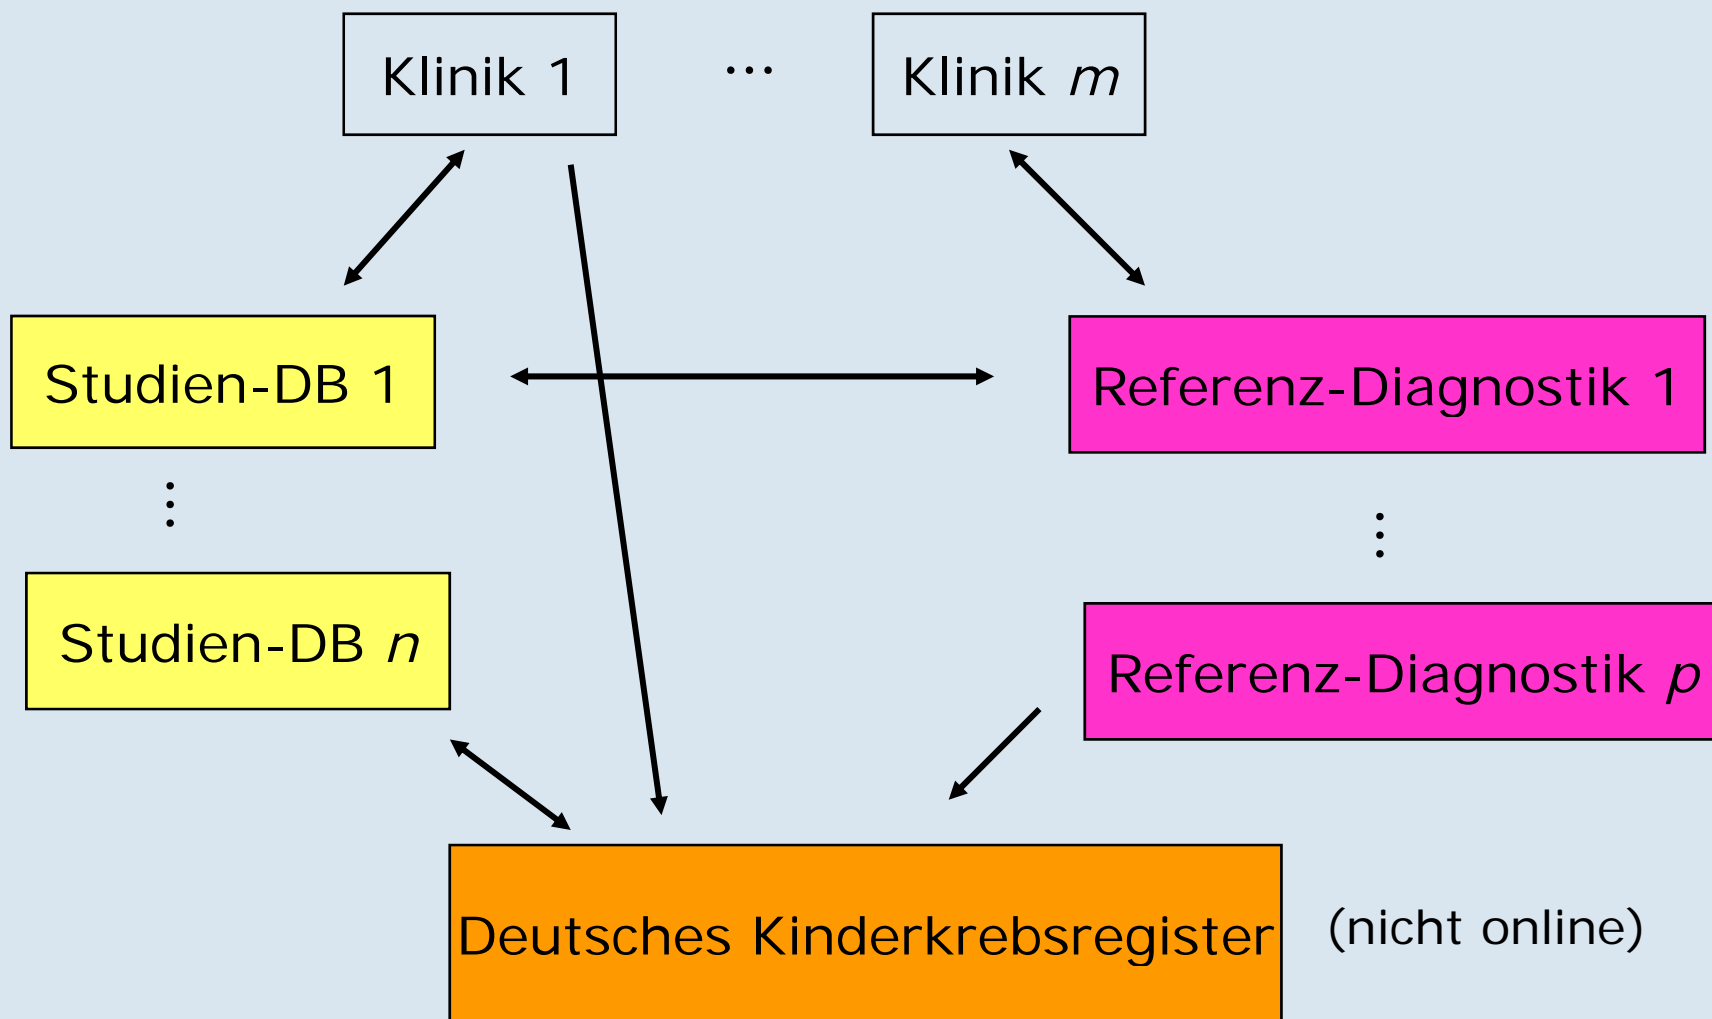 Klinik 1 ... Klinik m
Studien-DB 1
Referenz-Diagnostik 1
Studien-DB n
Referenz-Diagnostik p
Deutsches Kinderkrebsregister
(nicht online)